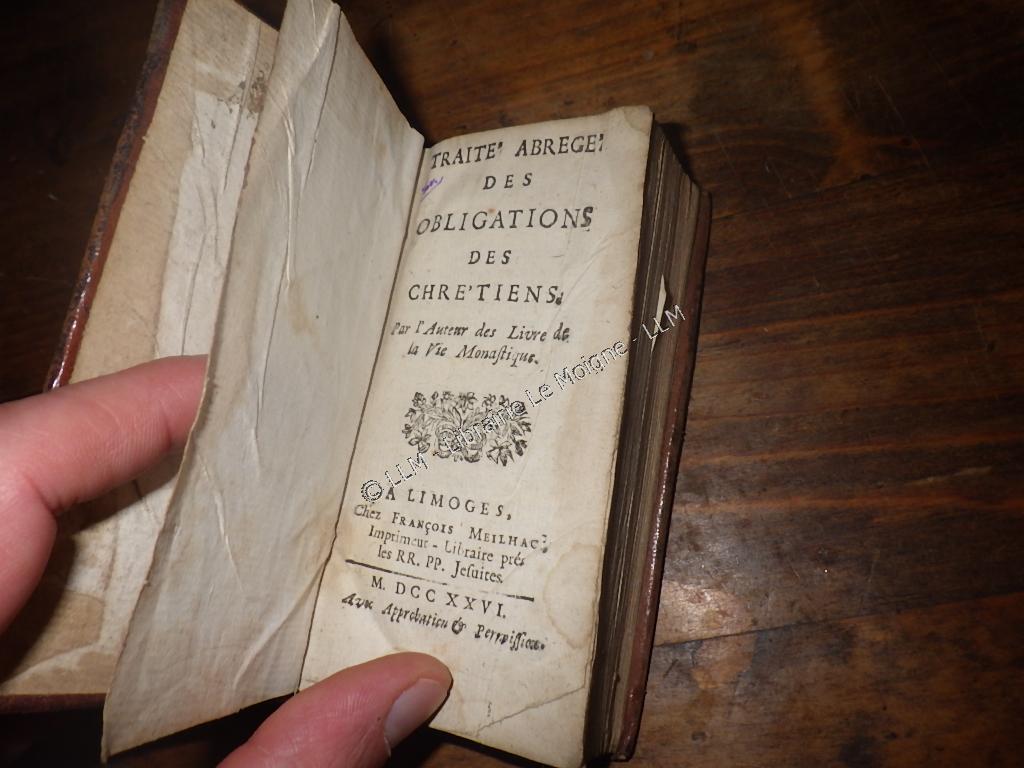 TRAITE' ABREGE'
DES
OBLIGATIONS
DES
CHRE'TIENS.
Par l'Auteur des Livre de
la Vie Monastique.
A LIMOGES,
Chez FRANÇOIS MEILHAC,
Imprimeur-Libraire prés
les RR. PP. Jesuites.
M. DCC XXVI.
Avec Approbation & Permission.
© LLM - Librairie Le Moigne - LLM